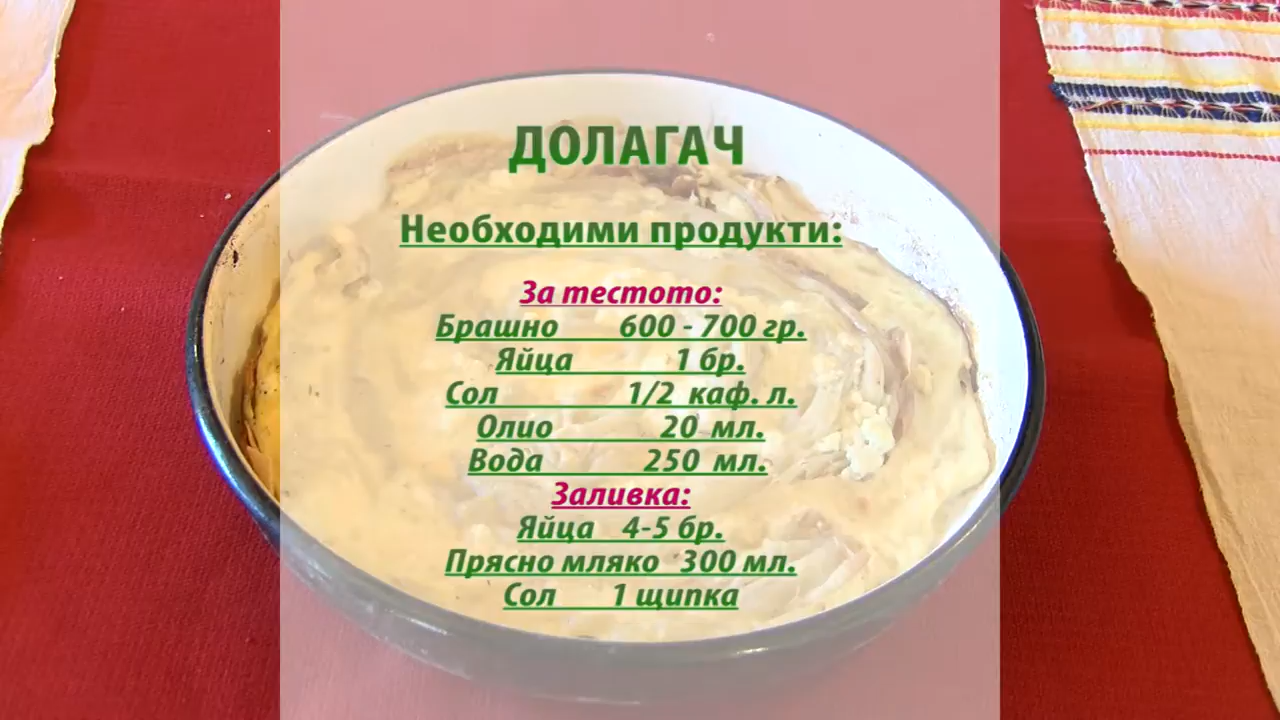 ДОЛАГАЧ
Необходими продукти:
За тестото:
Брашно 600 - 700 гр.
Яйца 1 бр.
Сол 1/2 каф. л.
Олио 20 мл.
Вода 250 мл.
Заливка:
Яйца 4-5 бр.
Прясно мляко 300 мл.
Сол 1 щипка